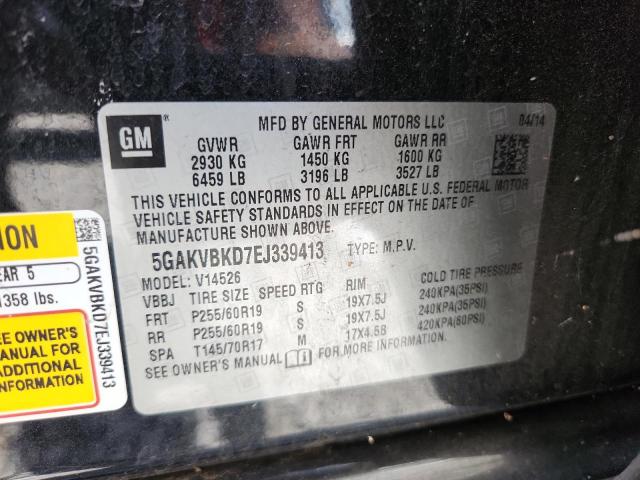 GM
MFD BY GENERAL MOTORS LLC 04/14
GVWR GAWR FRT GAWR RR
2930 KG 1450 KG 1600 KG
6459 LB 3196 LB 3527 LB
THIS VEHICLE CONFORMS TO ALL APPLICABLE U.S. FEDERAL MOTOR
VEHICLE SAFETY STANDARDS IN EFFECT ON THE DATE OF
MANUFACTURE SHOWN ABOVE.
5GAKVBKD7EJ339413 TYPE: M.P.V.
MODEL: V14526
VBBJ TIRE SIZE SPEED RTG RIM COLD TIRE PRESSURE
FRT P255/60R19 S 19X7.5J 240KPA(35PSI)
RR P255/60R19 S 19X7.5J 240KPA(35PSI)
SPA T145/70R17 M 17X4.5B 420KPA(60PSI)
SEE OWNER'S MANUAL FOR MORE INFORMATION.
ION
EAR 5
1358 lbs.
EE OWNER'S
MANUAL FOR
ADDITIONAL
FORMATION
5GAKVBKD7EJ339413